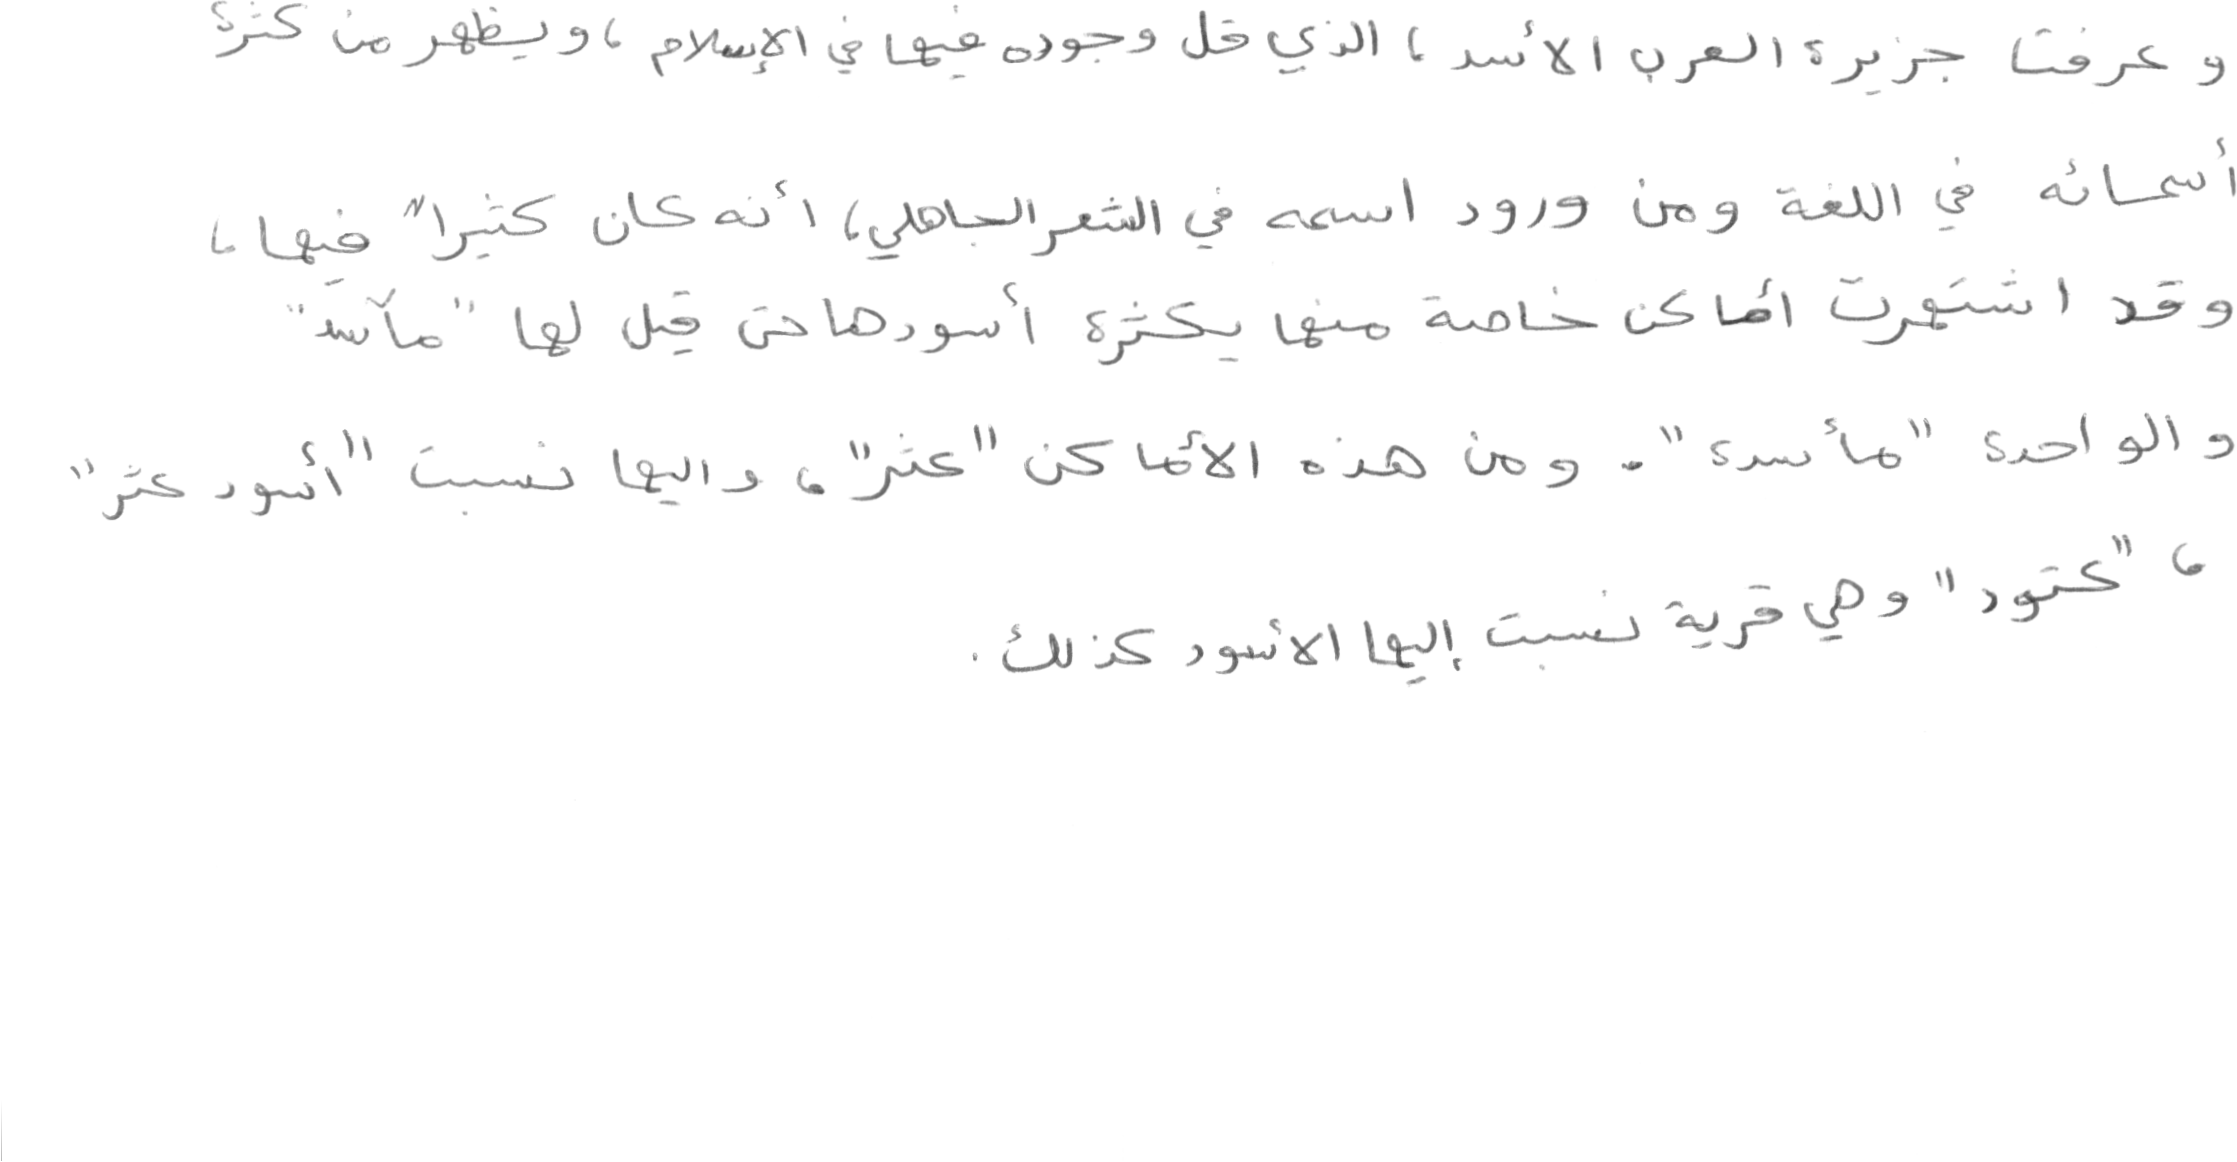 وعرفت جزيرة العرب الأسد، الذي قل وجوده فيها في الإسلام، ويظهر من كثرة
أسمائه في اللغة ومن ورود اسمه في الشعر الجاهلي، أنه كان كثيرا" فيها،
وقد اشتهرت أماكن خاصة منها بكثرة أسودها حتى قيل لها "مآسد"
والواحدة "مأسدة". ومن هذه الأماكن "عثر"، واليها نسبت "أسود عثر"
، "عتود" وهي قرية نسبت إليها الأسود كذلك.